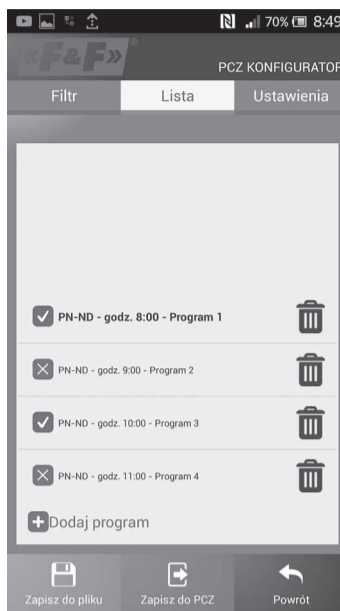 70% 8:49
«F&F»®
PCZ KONFIGURATOR
Filtr Lista Ustawienia
PN-ND - godz. 8:00 - Program 1
PN-ND - godz. 9:00 - Program 2
PN-ND - godz. 10:00 - Program 3
PN-ND - godz. 11:00 - Program 4
Dodaj program
Zapisz do pliku Zapisz do PCZ Powrót